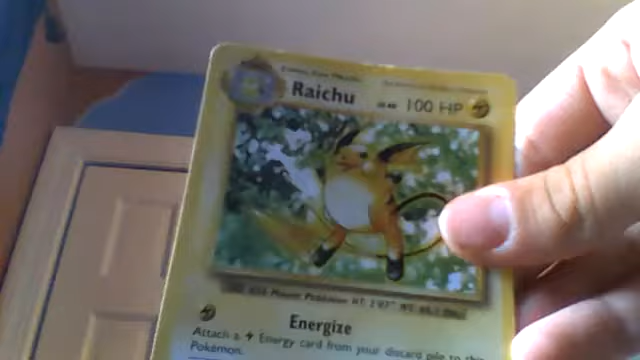 Evolves from Pikachu
Raichu 100 HP
Mouse Pokémon HT: 2'07" WT: 66.1 lbs.
Energize
Attach a Energy card from your discard pile to this
Pokémon.